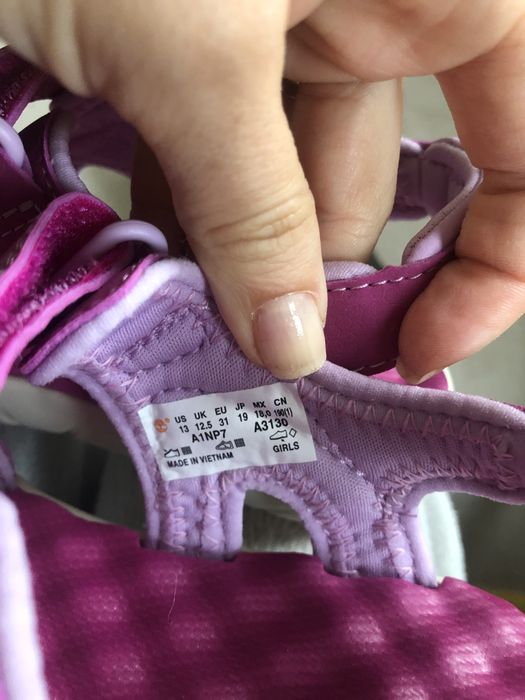 US UK EU JP MX CN
13 12.5 31 19 18.0 190(1)
A1NP7 A3130
MADE IN VIETNAM GIRLS